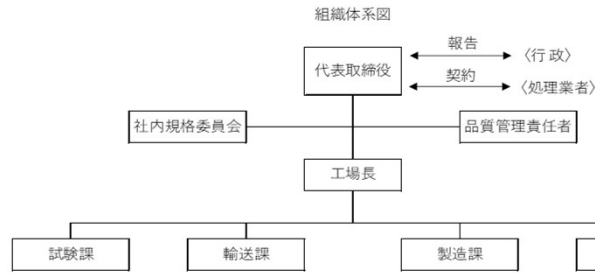 組織体系図
報告
代表取締役
〈行政〉
契約
〈処理業者〉
社内規格委員会
品質管理責任者
工場長
試験課
輸送課
製造課